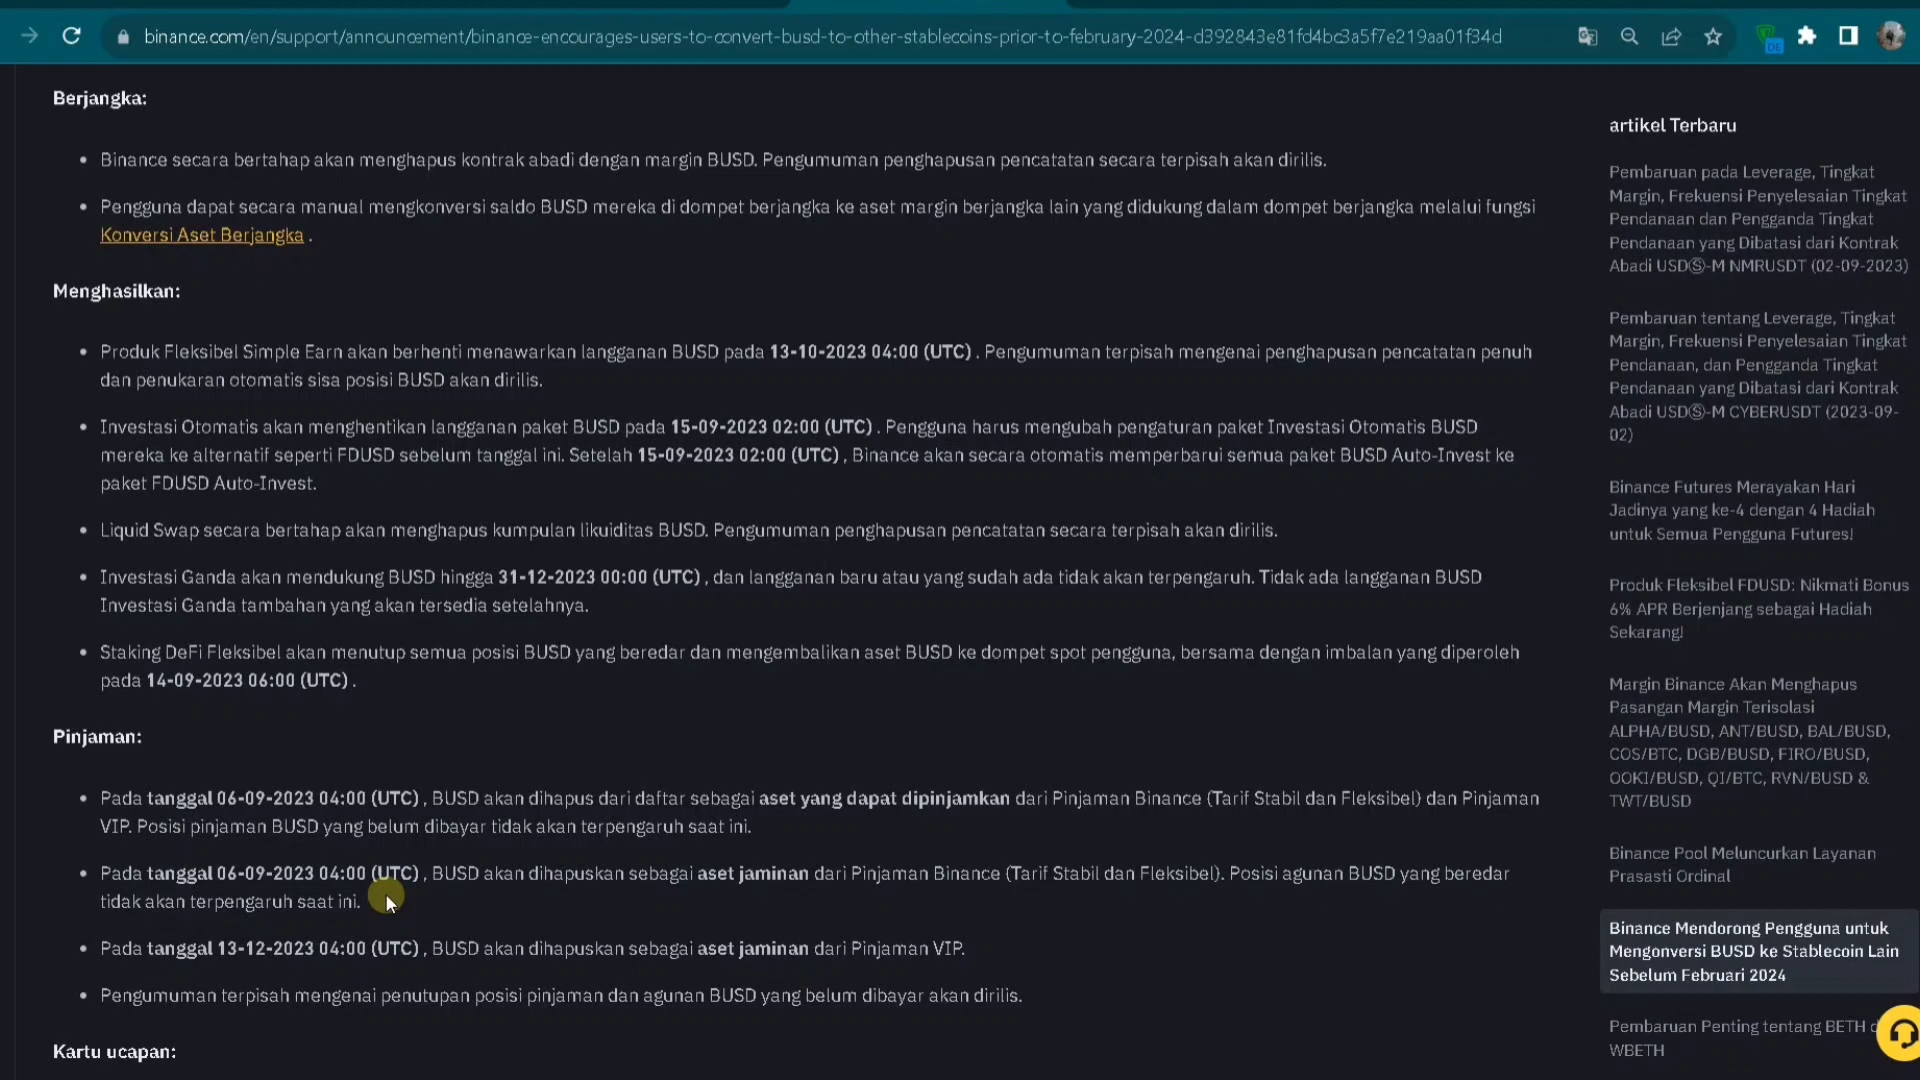 binance.com/en/support/announcement/binance-encourages-users-to-convert-busd-to-other-stablecoins-prior-to-february-2024-d392843e81fd4bc3a5f7e219aa01f34d
DE
Berjangka:
• Binance secara bertahap akan menghapus kontrak abadi dengan margin BUSD. Pengumuman penghapusan pencatatan secara terpisah akan dirilis.
• Pengguna dapat secara manual mengkonversi saldo BUSD mereka di dompet berjangka ke aset margin berjangka lain yang didukung dalam dompet berjangka melalui fungsi
Konversi Aset Berjangka .
Menghasilkan:
• Produk Fleksibel Simple Earn akan berhenti menawarkan langganan BUSD pada 13-10-2023 04:00 (UTC) . Pengumuman terpisah mengenai penghapusan pencatatan penuh
dan penukaran otomatis sisa posisi BUSD akan dirilis.
• Investasi Otomatis akan menghentikan langganan paket BUSD pada 15-09-2023 02:00 (UTC) . Pengguna harus mengubah pengaturan paket Investasi Otomatis BUSD
mereka ke alternatif seperti FDUSD sebelum tanggal ini. Setelah 15-09-2023 02:00 (UTC) , Binance akan secara otomatis memperbarui semua paket BUSD Auto-Invest ke
paket FDUSD Auto-Invest.
• Liquid Swap secara bertahap akan menghapus kumpulan likuiditas BUSD. Pengumuman penghapusan pencatatan secara terpisah akan dirilis.
• Investasi Ganda akan mendukung BUSD hingga 31-12-2023 00:00 (UTC) , dan langganan baru atau yang sudah ada tidak akan terpengaruh. Tidak ada langganan BUSD
Investasi Ganda tambahan yang akan tersedia setelahnya.
• Staking DeFi Fleksibel akan menutup semua posisi BUSD yang beredar dan mengembalikan aset BUSD ke dompet spot pengguna, bersama dengan imbalan yang diperoleh
pada 14-09-2023 06:00 (UTC) .
Pinjaman:
• Pada tanggal 06-09-2023 04:00 (UTC) , BUSD akan dihapus dari daftar sebagai aset yang dapat dipinjamkan dari Pinjaman Binance (Tarif Stabil dan Fleksibel) dan Pinjaman
VIP. Posisi pinjaman BUSD yang belum dibayar tidak akan terpengaruh saat ini.
• Pada tanggal 06-09-2023 04:00 (UTC) , BUSD akan dihapuskan sebagai aset jaminan dari Pinjaman Binance (Tarif Stabil dan Fleksibel). Posisi agunan BUSD yang beredar
tidak akan terpengaruh saat ini.
• Pada tanggal 13-12-2023 04:00 (UTC) , BUSD akan dihapuskan sebagai aset jaminan dari Pinjaman VIP.
• Pengumuman terpisah mengenai penutupan posisi pinjaman dan agunan BUSD yang belum dibayar akan dirilis.
Kartu ucapan:
artikel Terbaru
Pembaruan pada Leverage, Tingkat
Margin, Frekuensi Penyelesaian Tingkat
Pendanaan dan Pengganda Tingkat
Pendanaan yang Dibatasi dari Kontrak
Abadi USDⓈ-M NMRUSDT (02-09-2023)
Pembaruan tentang Leverage, Tingkat
Margin, Frekuensi Penyelesaian Tingkat
Pendanaan, dan Pengganda Tingkat
Pendanaan yang Dibatasi dari Kontrak
Abadi USDⓈ-M CYBERUSDT (2023-09-
02)
Binance Futures Merayakan Hari
Jadinya yang ke-4 dengan 4 Hadiah
untuk Semua Pengguna Futures!
Produk Fleksibel FDUSD: Nikmati Bonus
6% APR Berjenjang sebagai Hadiah
Sekarang!
Margin Binance Akan Menghapus
Pasangan Margin Terisolasi
ALPHA/BUSD, ANT/BUSD, BAL/BUSD,
COS/BTC, DGB/BUSD, FIRO/BUSD,
OOKI/BUSD, QI/BTC, RVN/BUSD &
TWT/BUSD
Binance Pool Meluncurkan Layanan
Prasasti Ordinal
Binance Mendorong Pengguna untuk
Mengonversi BUSD ke Stablecoin Lain
Sebelum Februari 2024
Pembaruan Penting tentang BETH
WBETH